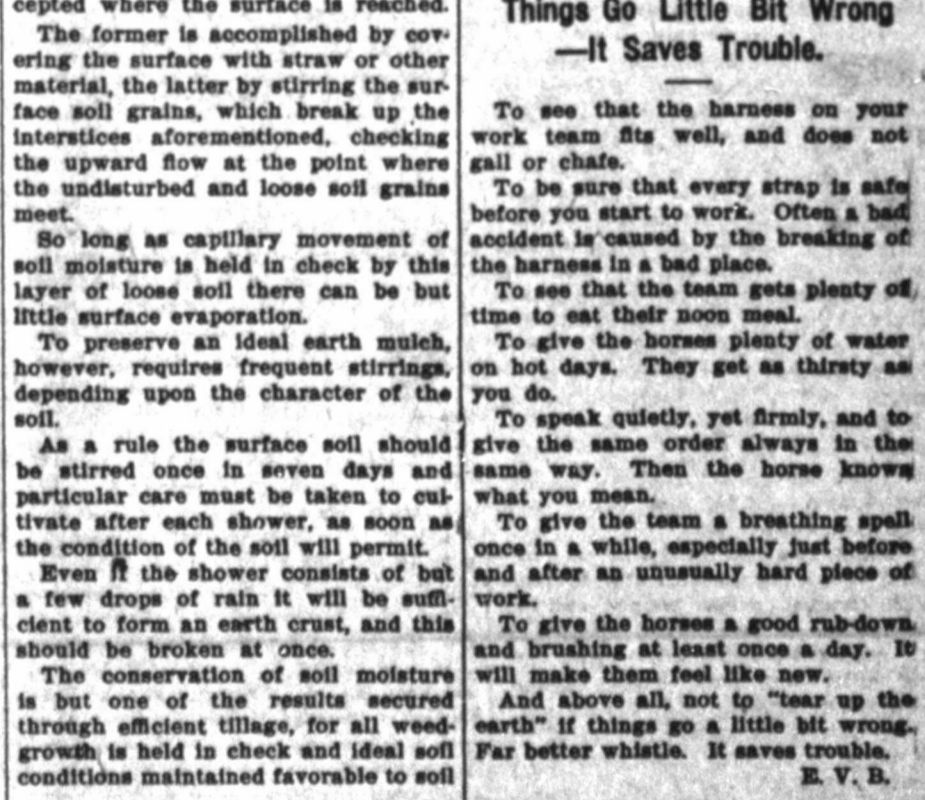 cepted where the surface is reached.
The former is accomplished by cov-
ering the surface with straw or other
material, the latter by stirring the sur-
face soil grains, which break up the
interstices aforementioned, checking
the upward flow at the point where
the undisturbed and loose soil grains
meet.
So long as capillary movement of
soil moisture is held in check by this
layer of loose soil there can be but
little surface evaporation.
To preserve an ideal earth mulch,
however, requires frequent stirrings,
depending upon the character of the
soil.
As a rule the surface soil should
be stirred once in seven days and
particular care must be taken to cul-
tivate after each shower, as soon as
the condition of the soil will permit.
Even if the shower consists of but
a few drops of rain it will be suffi-
cient to form an earth crust, and this
should be broken at once.
The conservation of soil moisture
is but one of the results secured
through efficient tillage, for all weed-
growth is held in check and ideal soil
conditions maintained favorable to soil
Things Go Little Bit Wrong
—It Saves Trouble.
To see that the harness on your
work team fits well, and does not
gall or chafe.
To be sure that every strap is safe
before you start to work. Often a bad
accident is caused by the breaking of
the harness in a bad place.
To see that the team gets plenty of
time to eat their noon meal.
To give the horses plenty of water
on hot days. They get as thirsty as
you do.
To speak quietly, yet firmly, and to
give the same order always in the
same way. Then the horse knows
what you mean.
To give the team a breathing spell
once in a while, especially just before
and after an unusually hard piece of
work.
To give the horses a good rub-down
and brushing at least once a day. It
will make them feel like new.
And above all, not to "tear up the
earth" if things go a little bit wrong.
Far better whistle. It saves trouble.
E. V. B.